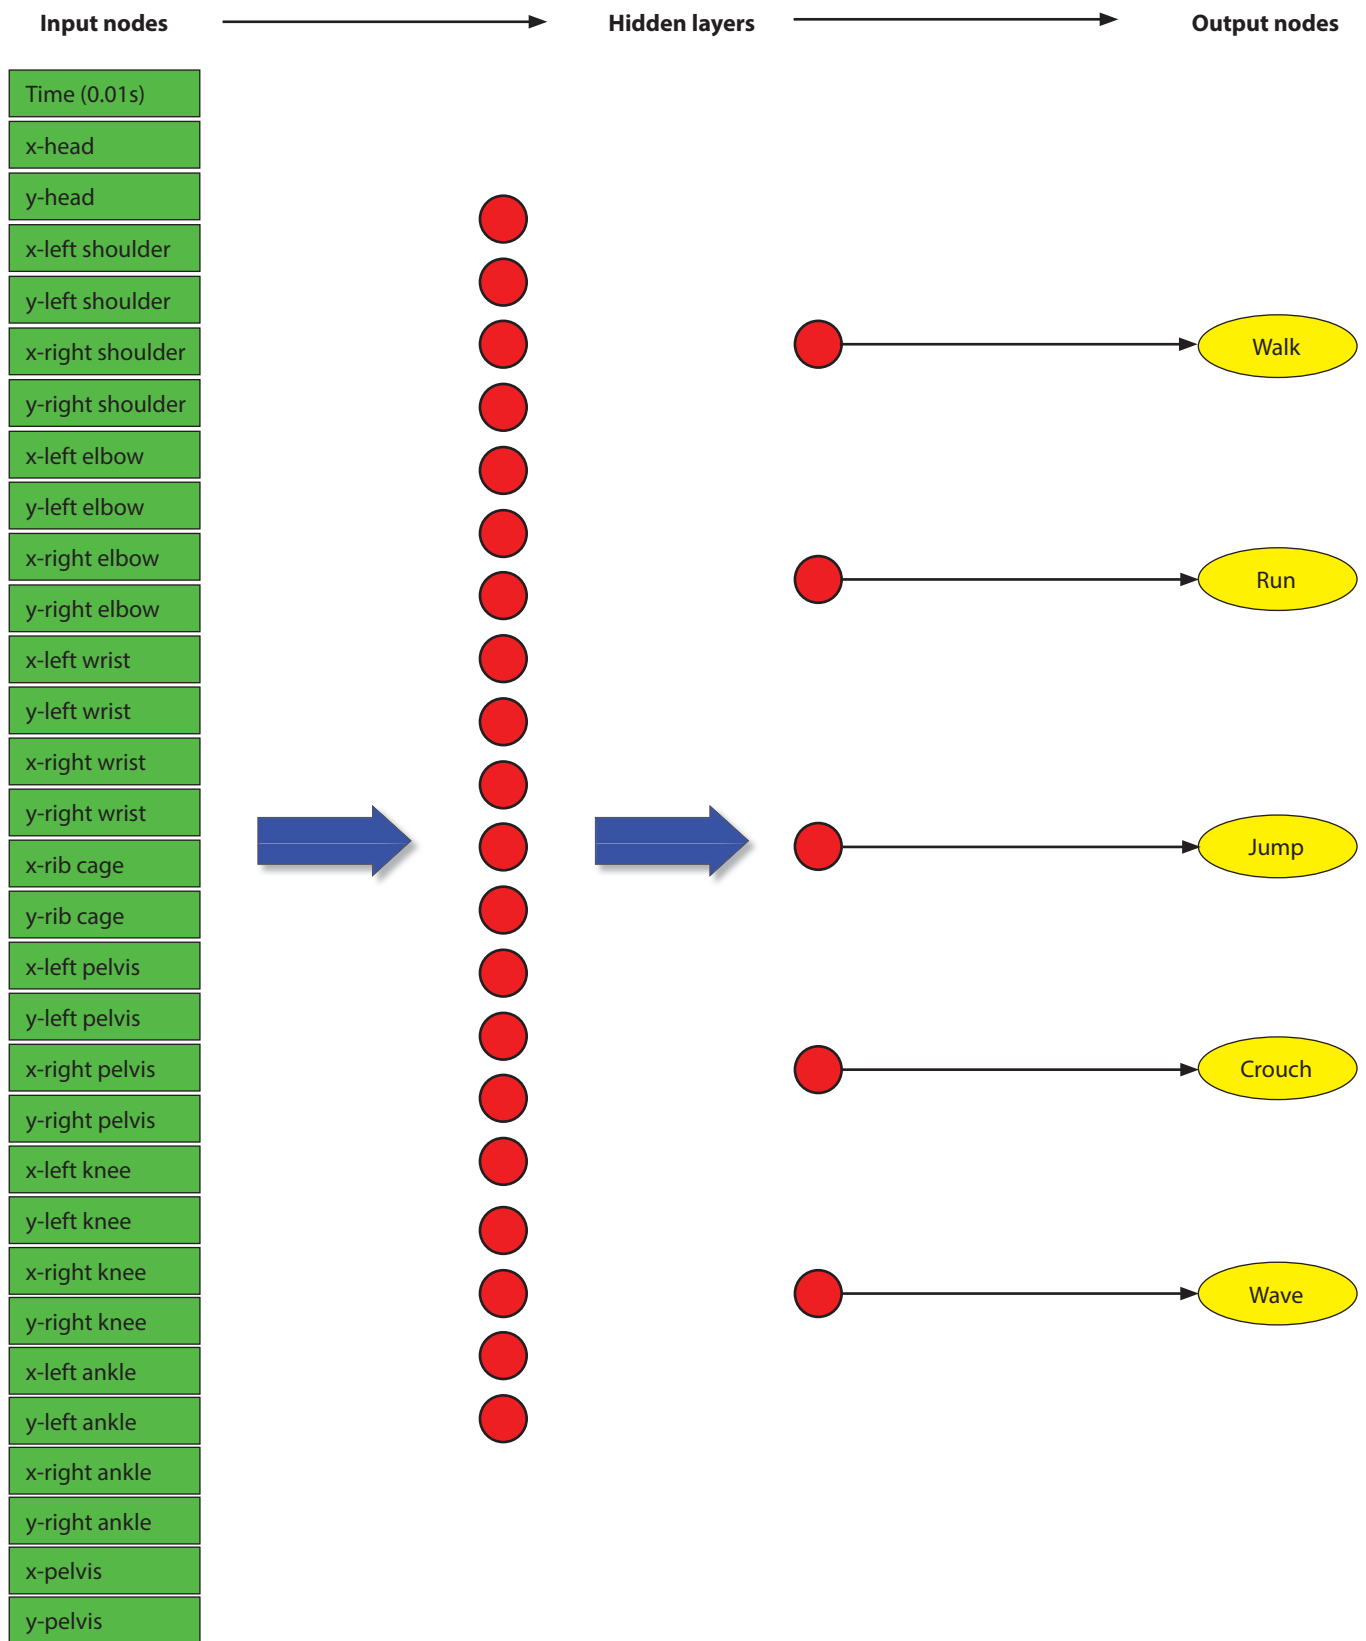 Input nodes
Hidden layers
Output nodes
Time (0.01s)
x-head
y-head
x-left shoulder
y-left shoulder
x-right shoulder
y-right shoulder
x-left elbow
y-left elbow
x-right elbow
y-right elbow
x-left wrist
y-left wrist
x-right wrist
y-right wrist
x-rib cage
y-rib cage
x-left pelvis
y-left pelvis
x-right pelvis
y-right pelvis
x-left knee
y-left knee
x-right knee
y-right knee
x-left ankle
y-left ankle
x-right ankle
y-right ankle
x-pelvis
y-pelvis
Walk
Run
Jump
Crouch
Wave